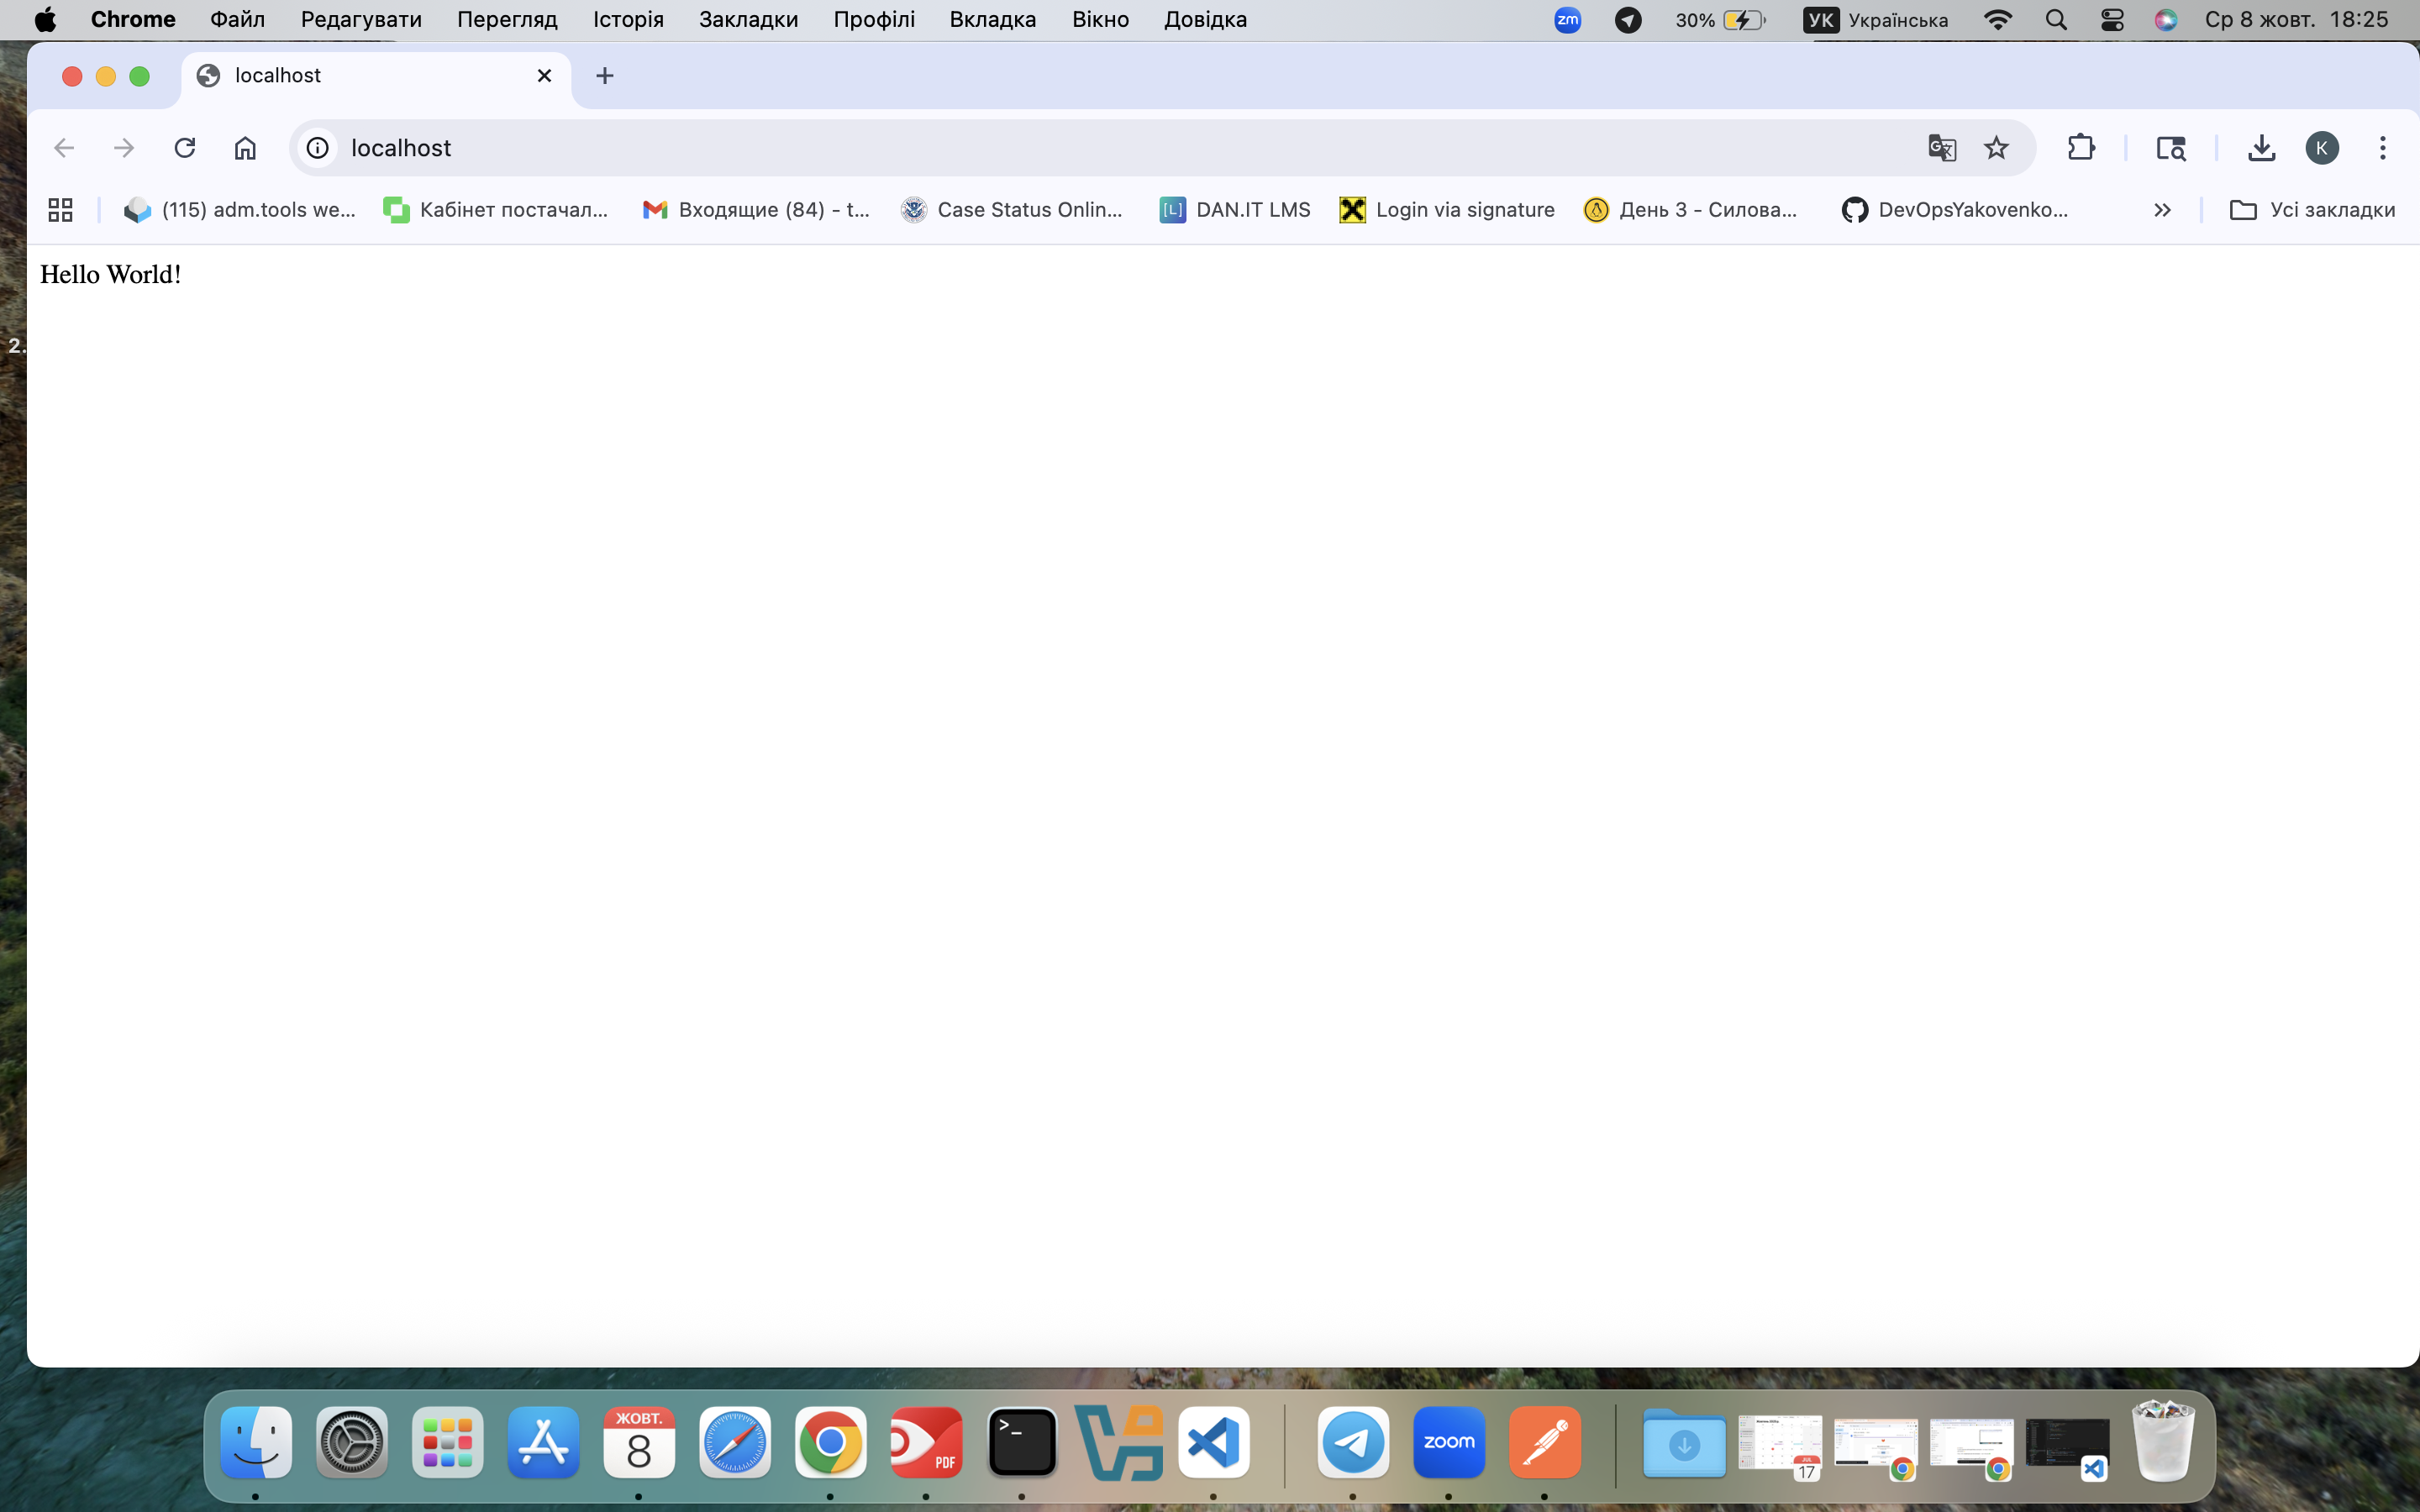 Chrome Файл Редагувати Перегляд Історія Закладки Профілі Вкладка Вікно Довідка zm 30% УК Українська Ср 8 жовт. 18:25
localhost
localhost K
(115) adm.tools we... Кабінет постачал... Входящие (84) - t... Case Status Onlin... [L] DAN.IT LMS Login via signature День 3 - Силова... DevOpsYakovenko... Усі закладки
Hello World!
2.
ЖОВТ.
8
PDF
>_
zoom
JUL
17